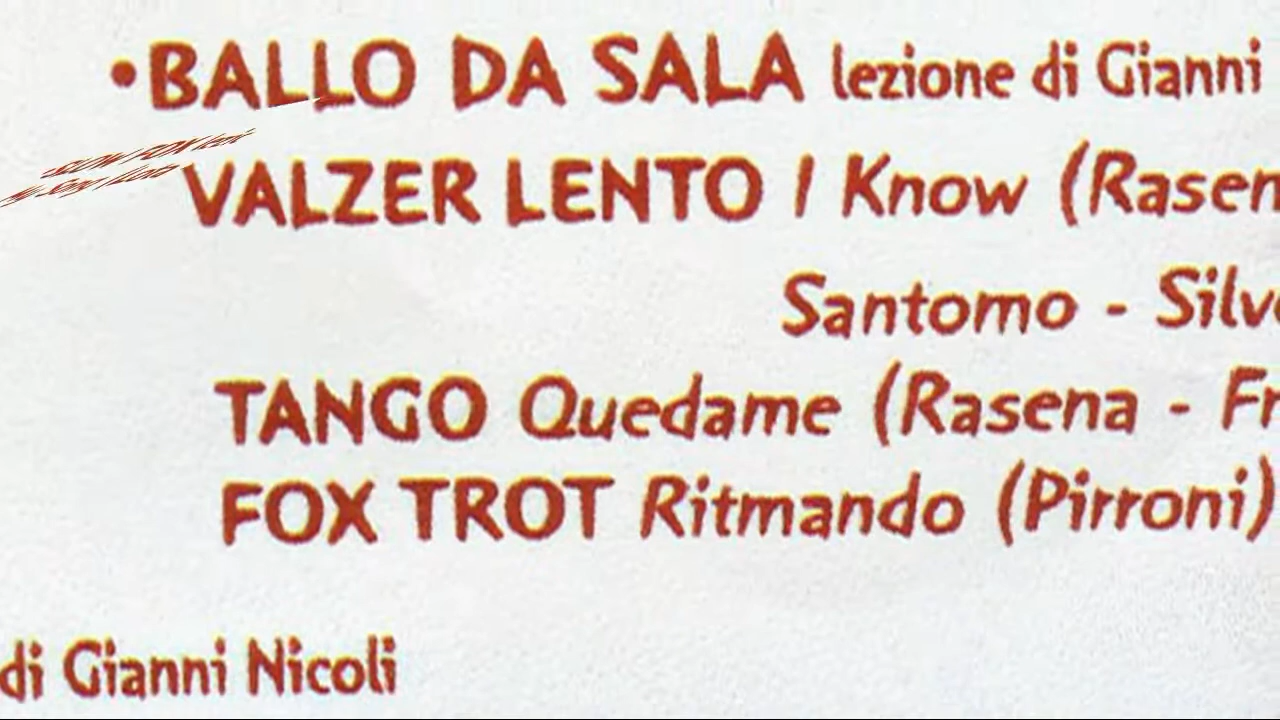 •BALLO DA SALA lezione di Gianni
VALZER LENTO I Know (Rasen
Santomo - Silv
TANGO Quedame (Rasena - Fr
FOX TROT Ritmando (Pirroni)
di Gianni Nicoli